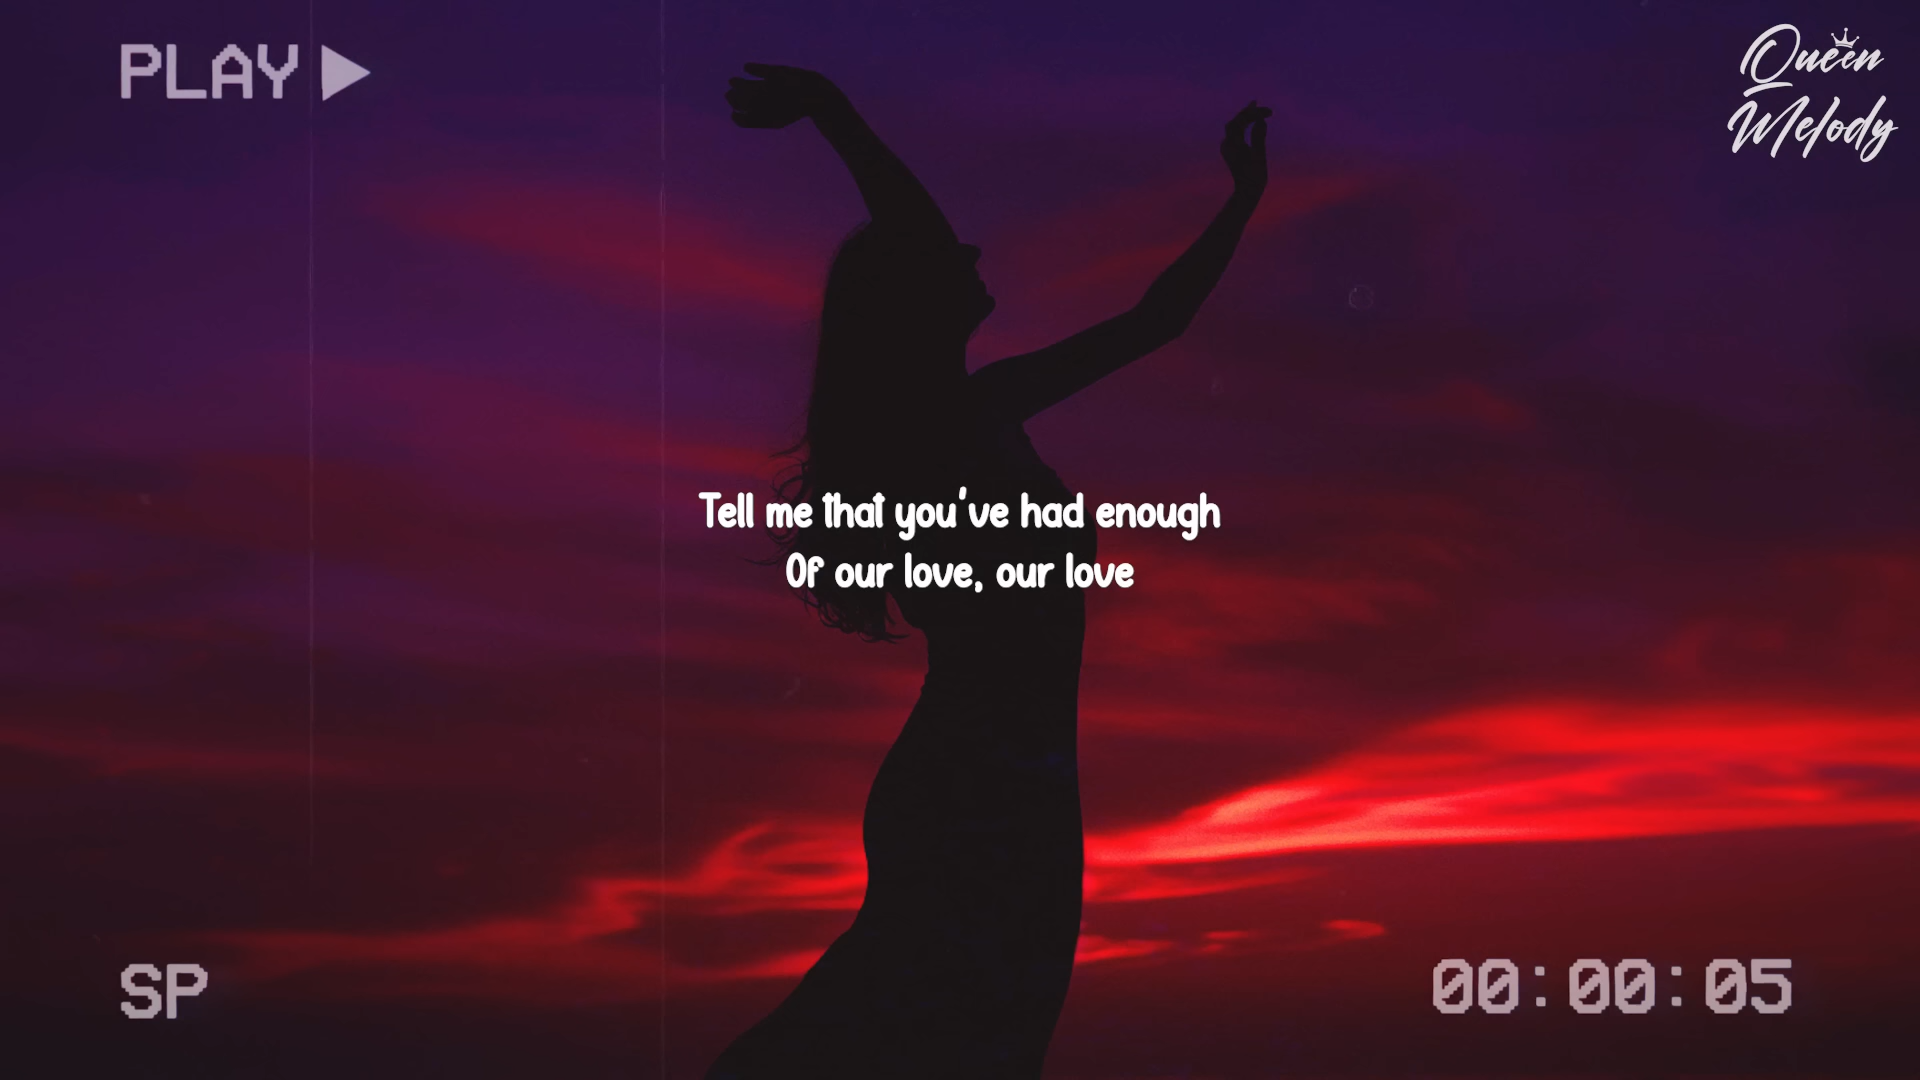 PLAY
Queen
Melody
Tell me that you've had enough
Of our love, our love
SP
00:00:05